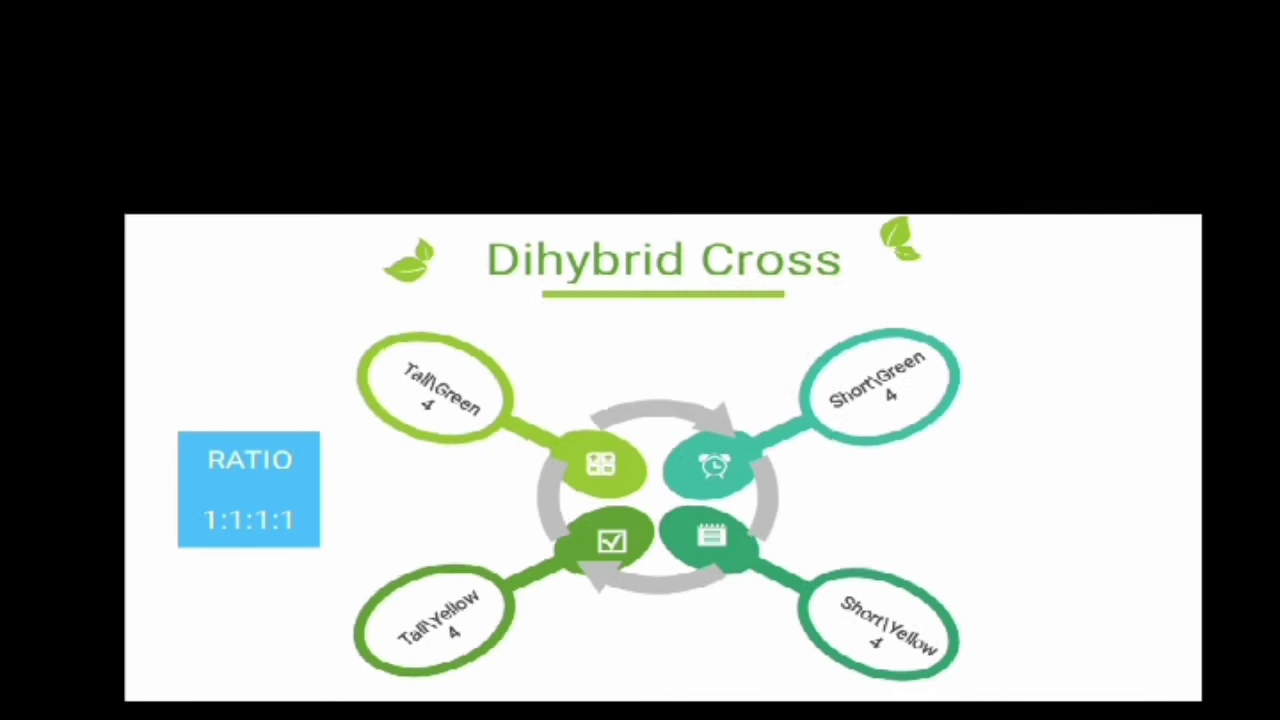 Dihybrid Cross
Tall\Green
4
Short\Green
4
RATIO
1:1:1:1
Tall\Yellow
4
Short\Yellow
4